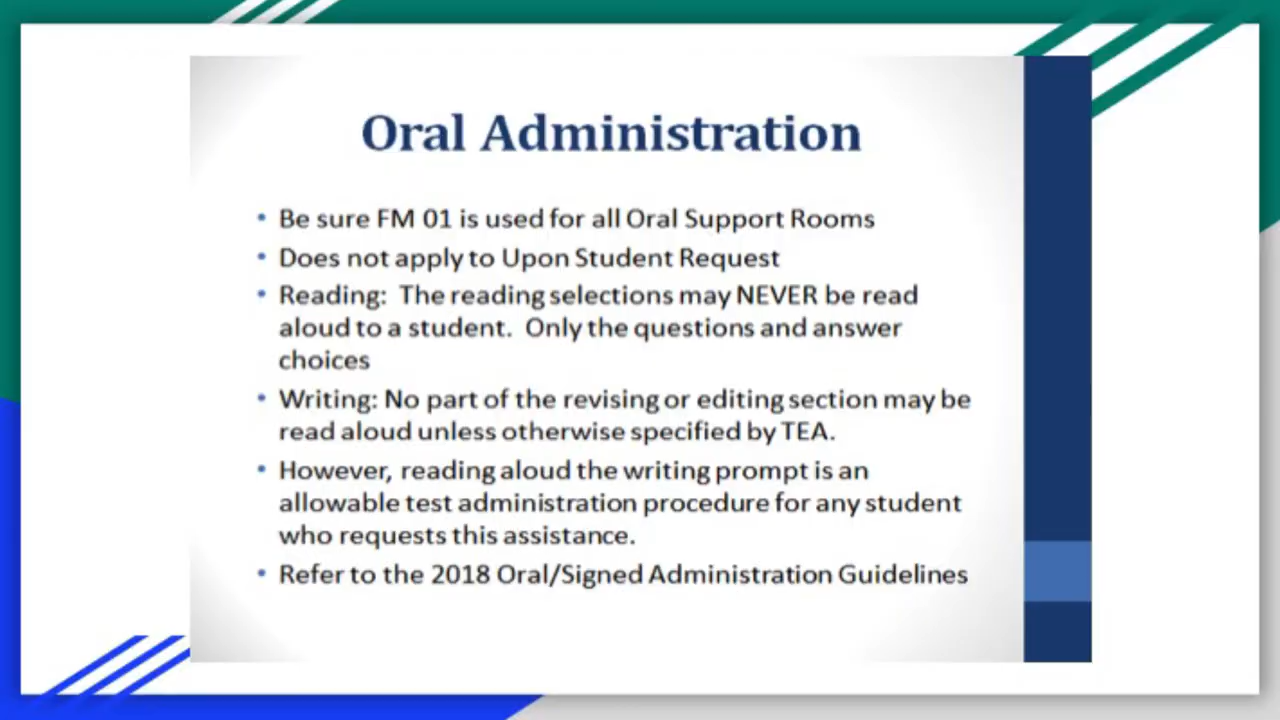 Oral Administration
• Be sure FM 01 is used for all Oral Support Rooms
• Does not apply to Upon Student Request
• Reading: The reading selections may NEVER be read
aloud to a student. Only the questions and answer
choices
• Writing: No part of the revising or editing section may be
read aloud unless otherwise specified by TEA.
• However, reading aloud the writing prompt is an
allowable test administration procedure for any student
who requests this assistance.
• Refer to the 2018 Oral/Signed Administration Guidelines